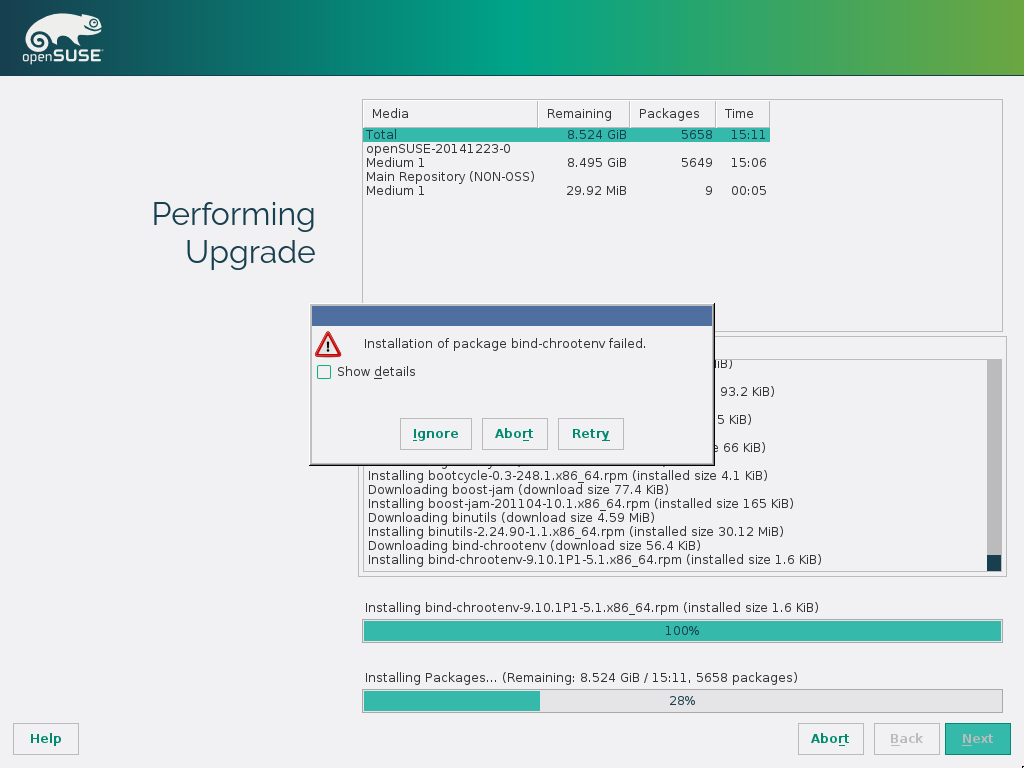 openSUSE
Performing
Upgrade
Media Remaining Packages Time
Total 8.524 GiB 5658 15:11
openSUSE-20141223-0
Medium 1 8.495 GiB 5649 15:06
Main Repository (NON-OSS)
Medium 1 29.92 MiB 9 00:05
Installation of package bind-chrootenv failed.
Show details
Ignore Abort Retry
93.2 KiB)
5 KiB)
66 KiB)
Installing bootcycle-0.3-248.1.x86_64.rpm (installed size 4.1 KiB)
Downloading boost-jam (download size 77.4 KiB)
Installing boost-jam-201104-10.1.x86_64.rpm (installed size 165 KiB)
Downloading binutils (download size 4.59 MiB)
Installing binutils-2.24.90-1.1.x86_64.rpm (installed size 30.12 MiB)
Downloading bind-chrootenv (download size 56.4 KiB)
Installing bind-chrootenv-9.10.1P1-5.1.x86_64.rpm (installed size 1.6 KiB)
Installing bind-chrootenv-9.10.1P1-5.1.x86_64.rpm (installed size 1.6 KiB)
100%
Installing Packages... (Remaining: 8.524 GiB / 15:11, 5658 packages)
28%
Help Abort Back Next